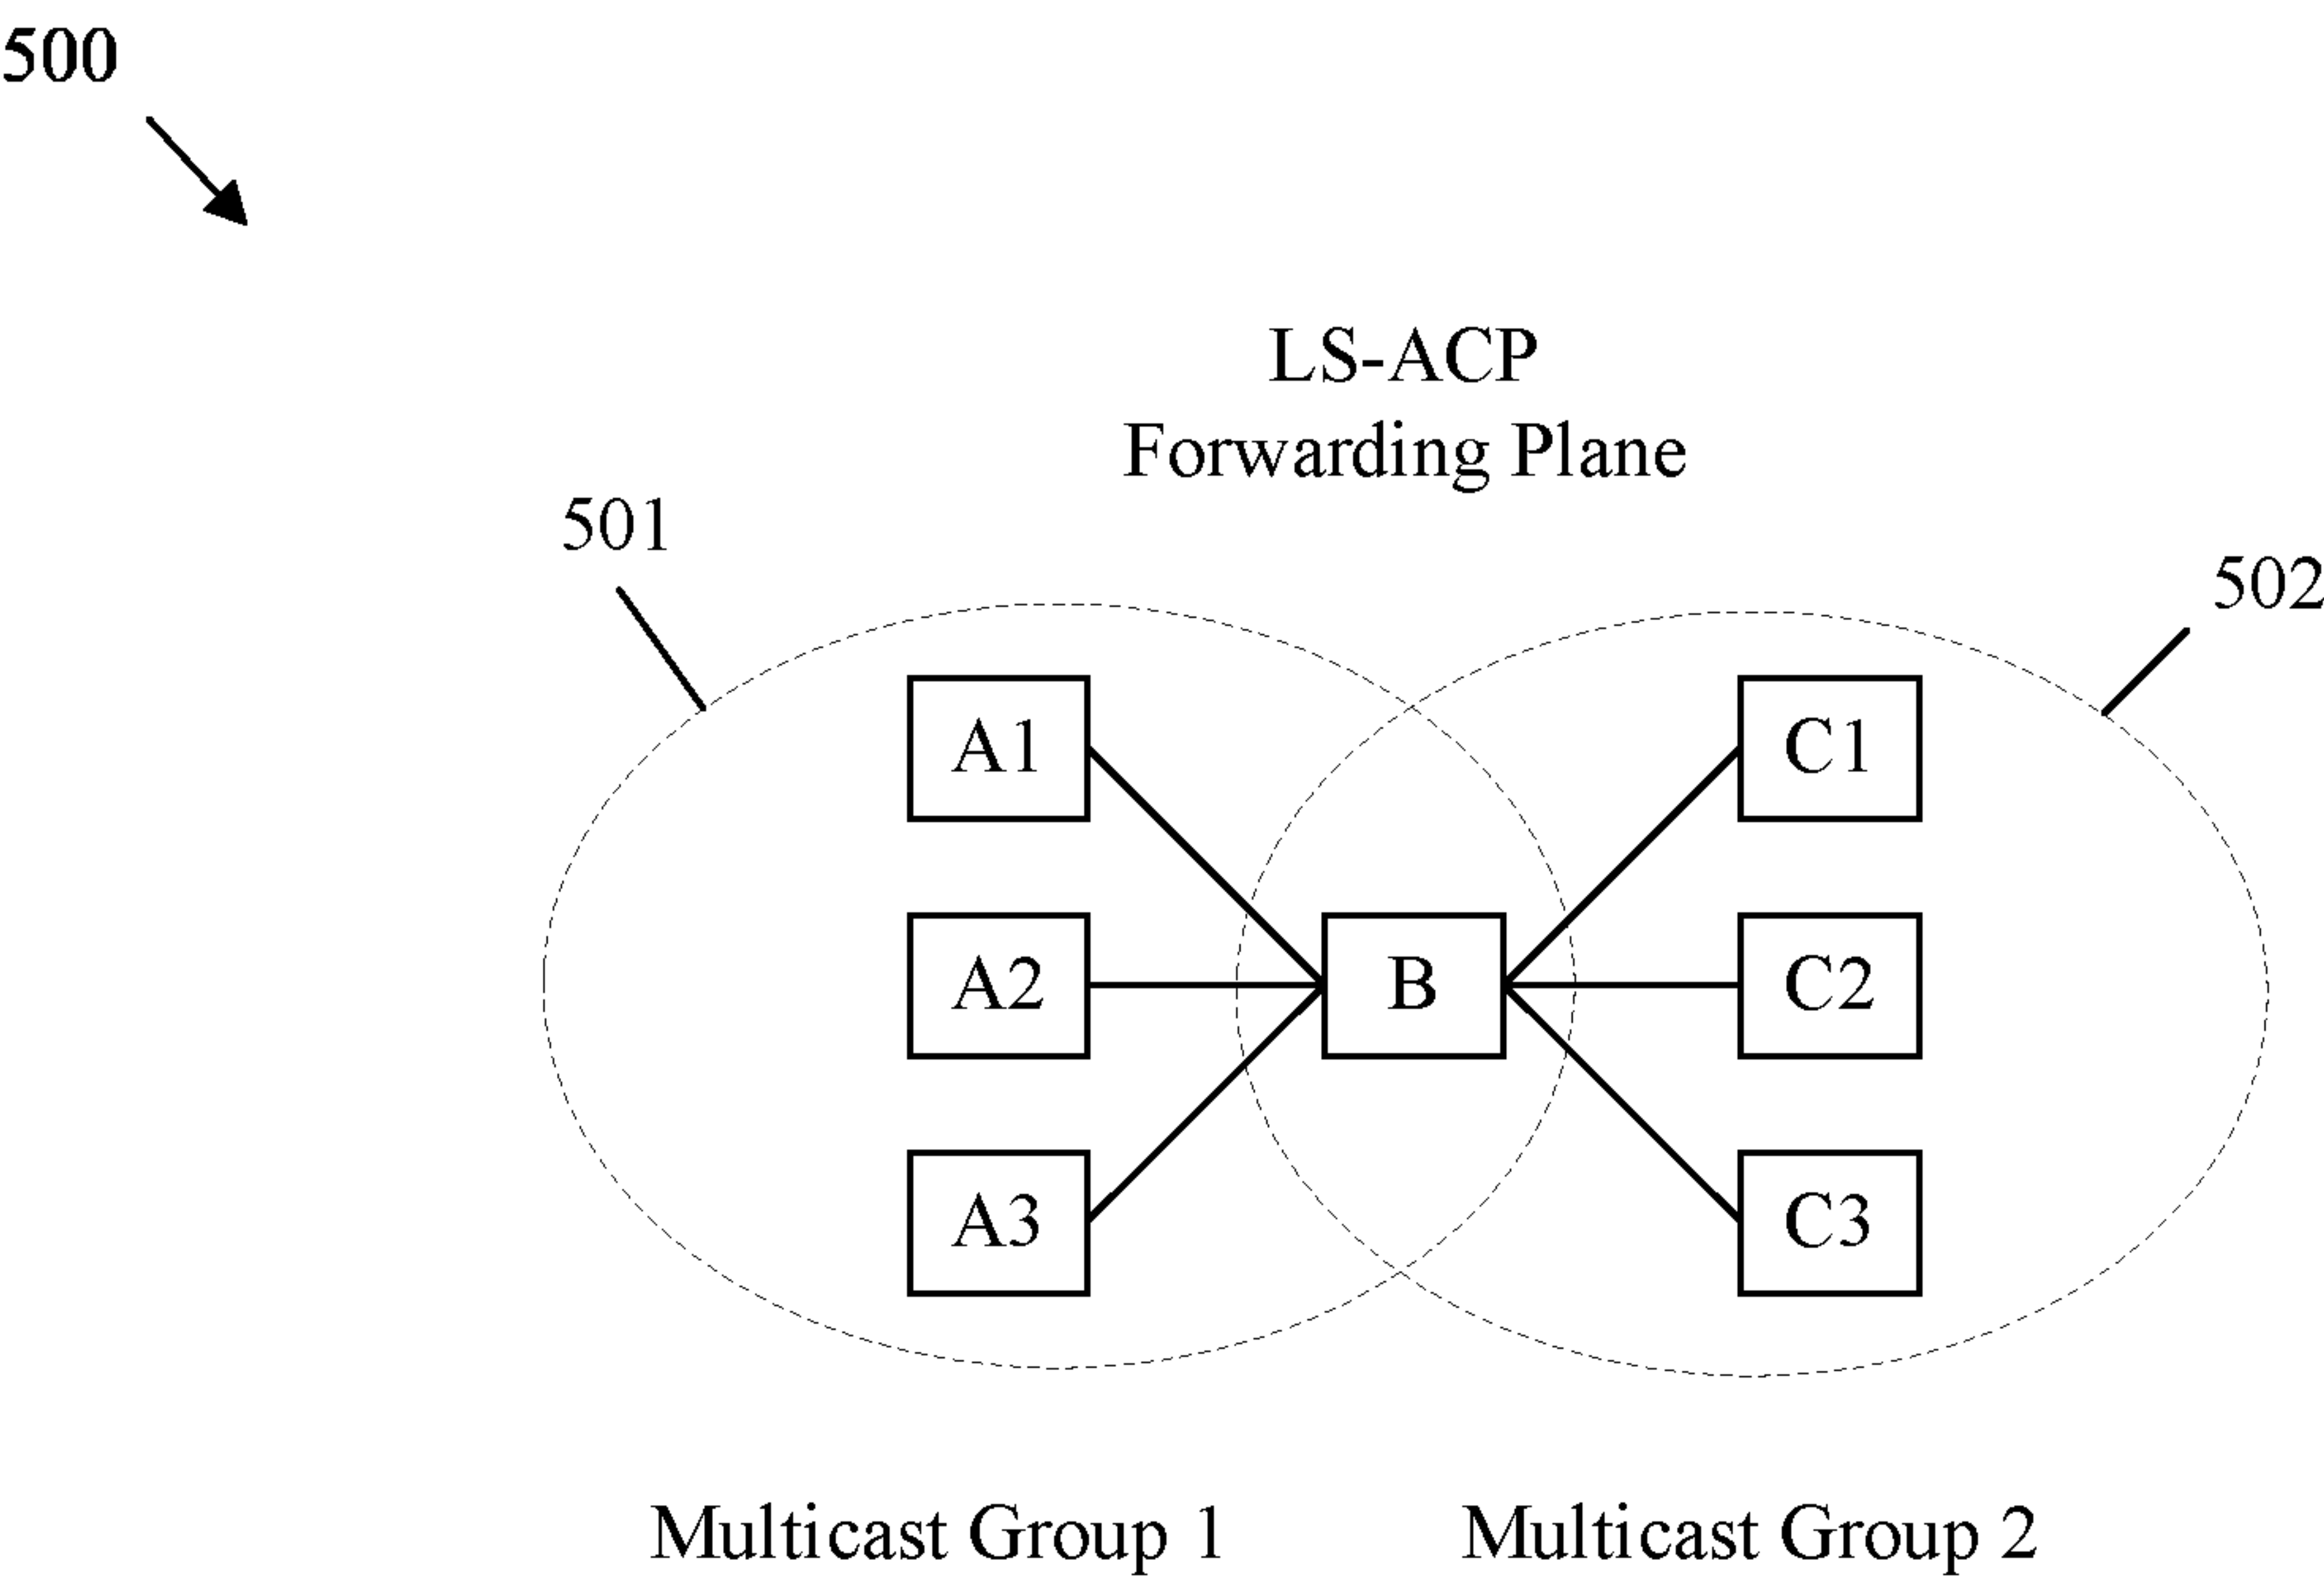 500
LS-ACP
Forwarding Plane
501
502
A1
C1
A2
B
C2
A3
C3
Multicast Group 1
Multicast Group 2